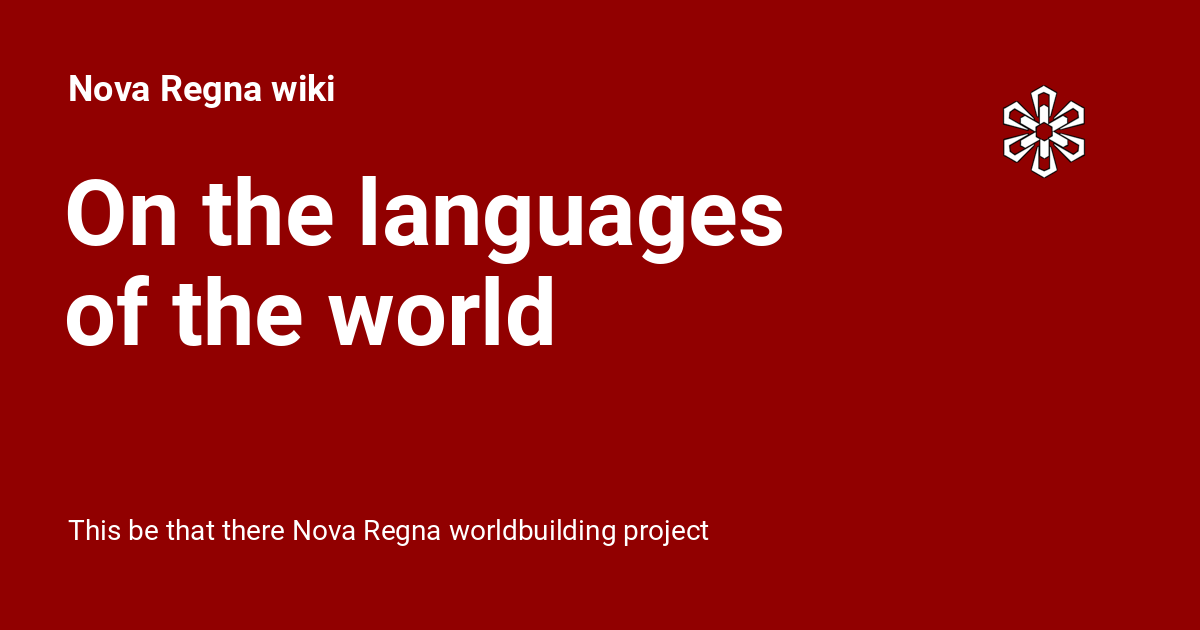 Nova Regna wiki
On the languages
of the world
This be that there Nova Regna worldbuilding project